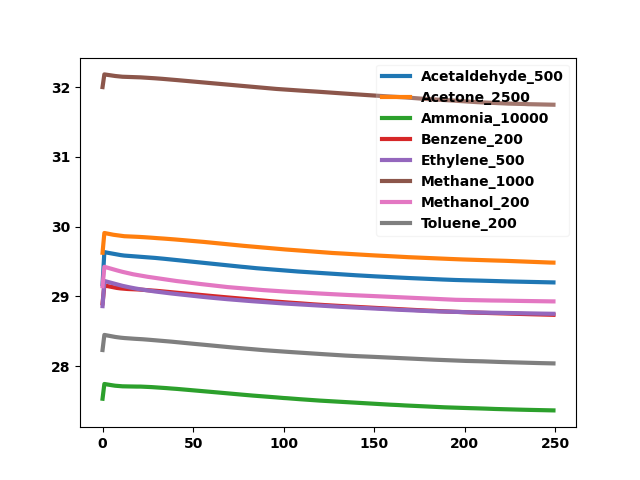 Acetaldehyde_500
Acetone_2500
Ammonia_10000
Benzene_200
Ethylene_500
Methane_1000
Methanol_200
Toluene_200
32
31
30
29
28
0 50 100 150 200 250